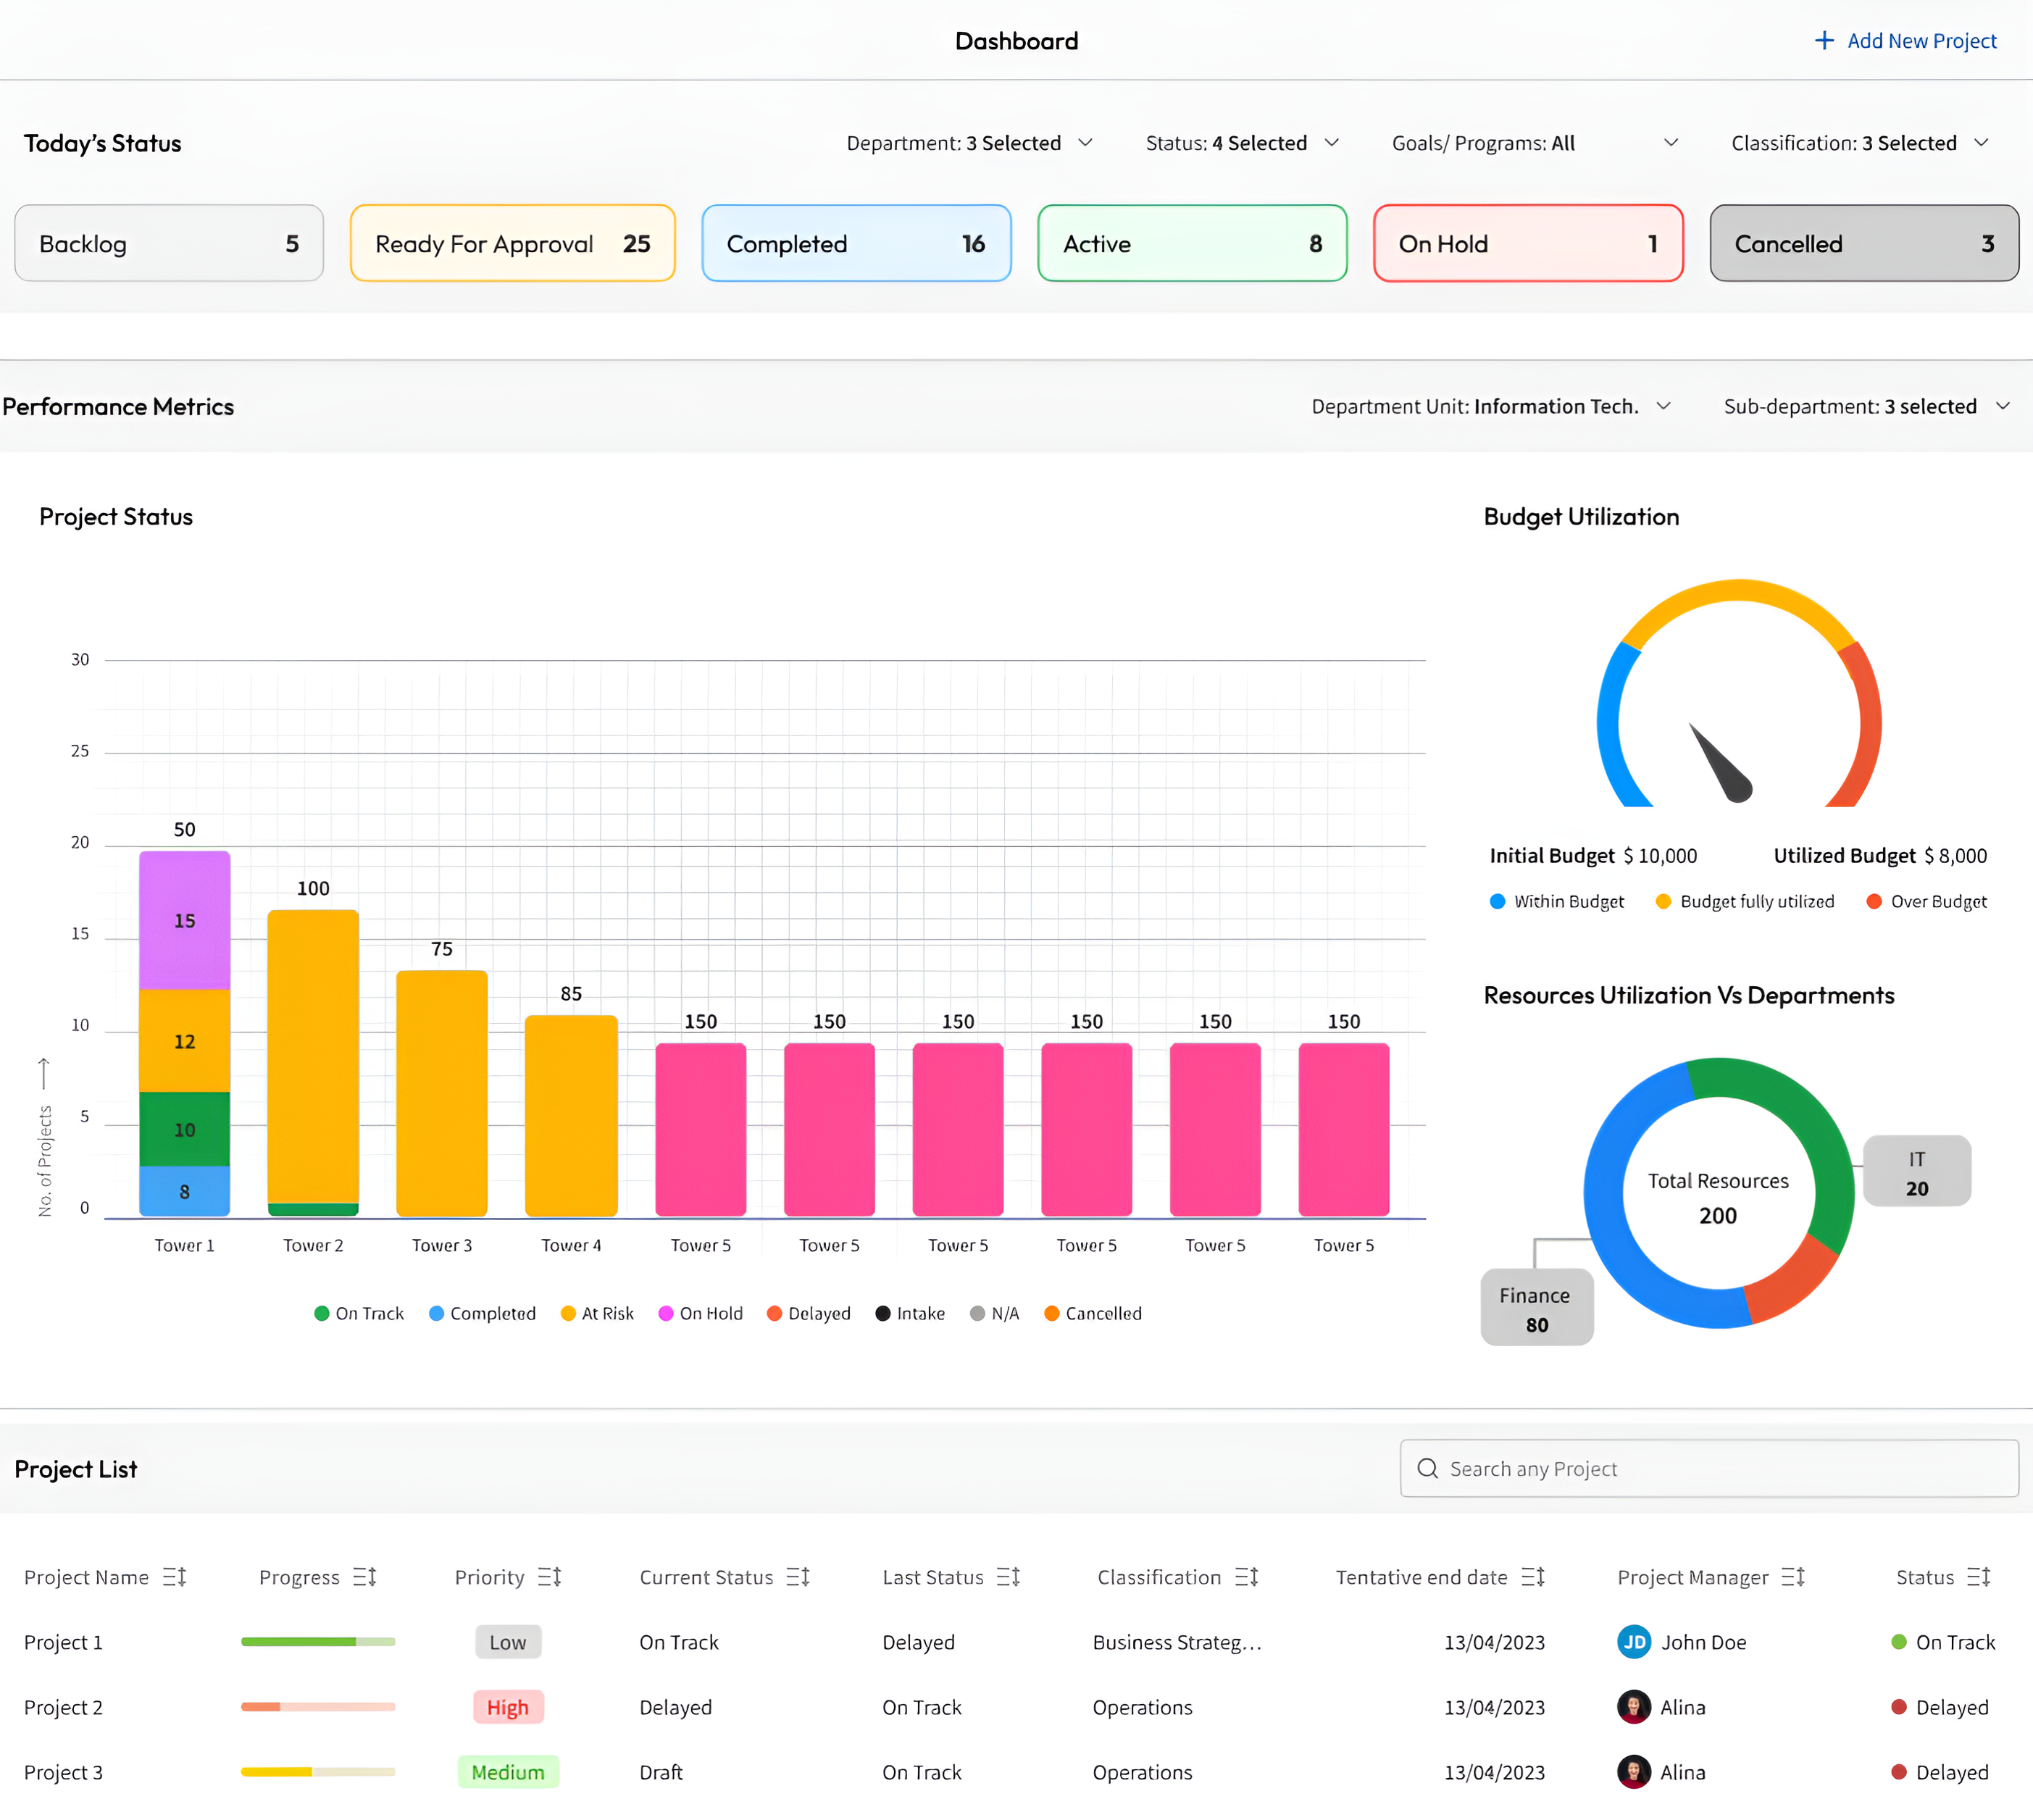 Dashboard
Add New Project
Today’s Status
Department: 3 Selected
Status: 4 Selected
Goals/ Programs: All
Classification: 3 Selected
Backlog 5
Ready For Approval 25
Completed 16
Active 8
On Hold 1
Cancelled 3
Performance Metrics
Department Unit: Information Tech.
Sub-department: 3 selected
Project Status
30
25
20
15
10
5
0
No. of Projects
50
15
12
10
8
100
75
85
150
150
150
150
150
150
Tower 1
Tower 2
Tower 3
Tower 4
Tower 5
Tower 5
Tower 5
Tower 5
Tower 5
Tower 5
On Track
Completed
At Risk
On Hold
Delayed
Intake
N/A
Cancelled
Budget Utilization
Initial Budget $ 10,000
Utilized Budget $ 8,000
Within Budget
Budget fully utilized
Over Budget
Resources Utilization Vs Departments
Total Resources
200
IT
20
Finance
80
Project List
Search any Project
Project Name Progress Priority Current Status Last Status Classification Tentative end date Project Manager Status
Project 1 Low On Track Delayed Business Strateg... 13/04/2023 JD John Doe On Track
Project 2 High Delayed On Track Operations 13/04/2023 Alina Delayed
Project 3 Medium Draft On Track Operations 13/04/2023 Alina Delayed